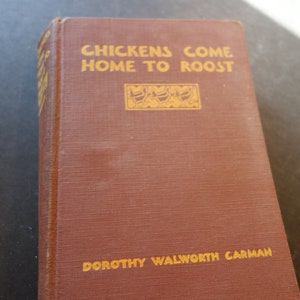 CHICKENS COME
HOME TO ROOST
DOROTHY WALWORTH CARMAN